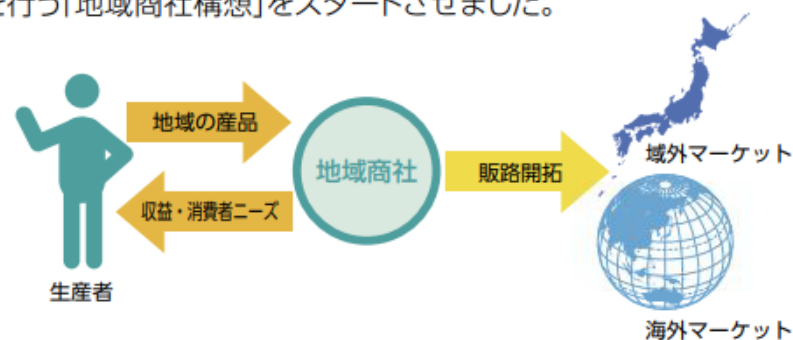 を行う「地域商社構想」をスタートさせました。
地域の産品
地域商社
販路開拓
域外マーケット
収益・消費者ニーズ
生産者
海外マーケット